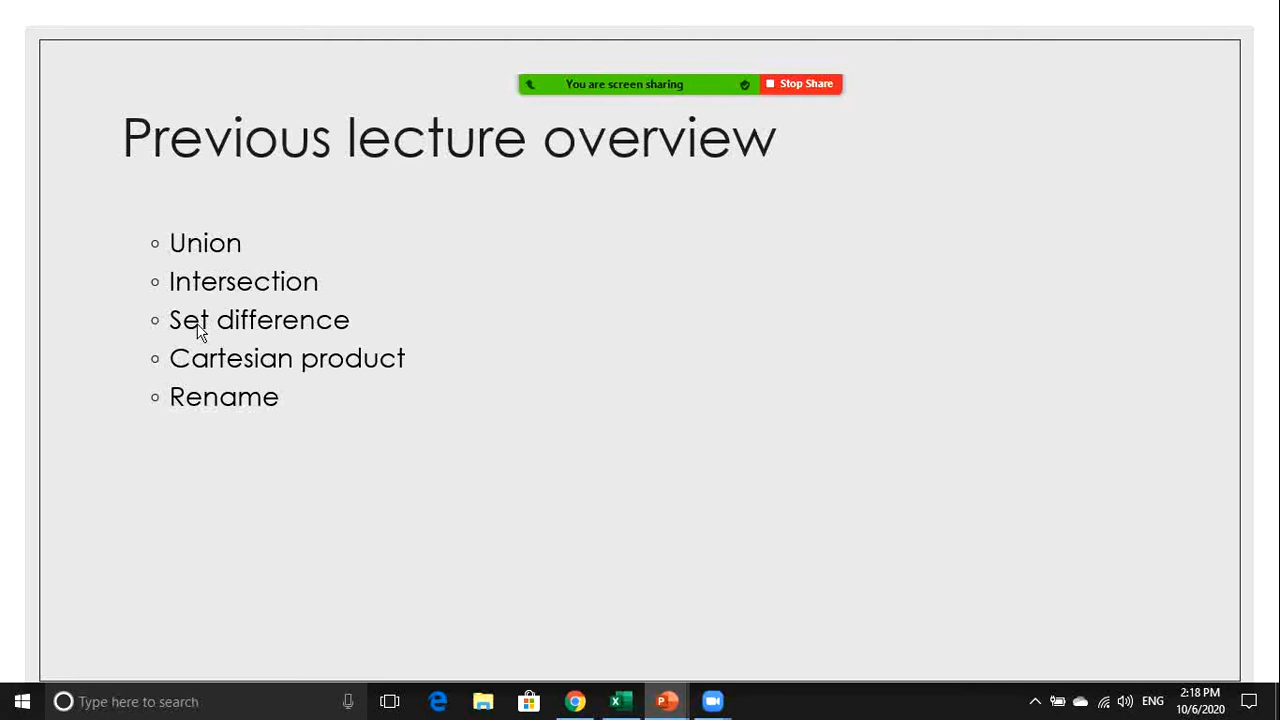 You are screen sharing
Stop Share
Previous lecture overview
Union
Intersection
Set difference
Cartesian product
Rename
Type here to search
ENG
2:18 PM
10/6/2020